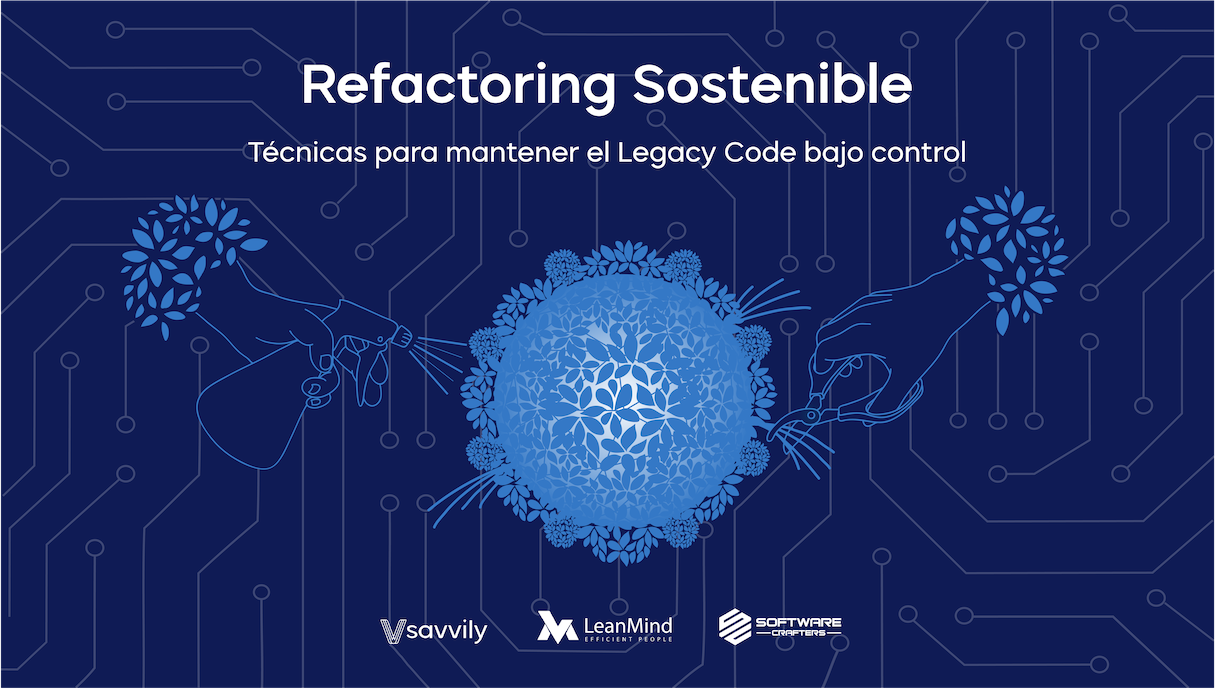 Refactoring Sostenible
Técnicas para mantener el Legacy Code bajo control
savvily
LeanMind
EFFICIENT PEOPLE
SOFTWARE
CRAFTERS